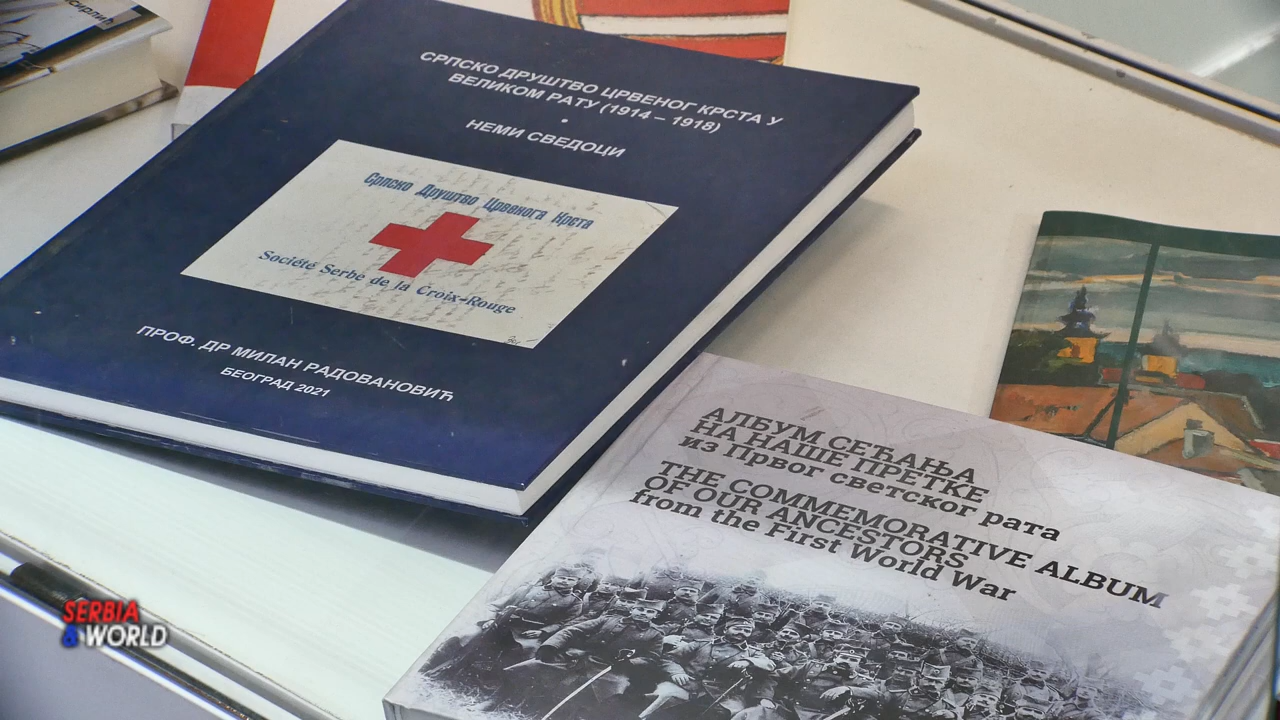 СРПСКО ДРУШТВО ЦРВЕНОГ КРСТА У
ВЕЛИКОМ РАТУ (1914 – 1918)
•
НЕМИ СВЕДОЦИ
Српско Друштво Црвенога Крста
Société Serbe de la Croix-Rouge
ПРОФ. ДР МИЛАН РАДОВАНОВИЋ
БЕОГРАД 2021
АЛБУМ СЕЋАЊА
НА НАШЕ ПРЕТКЕ
из Првог светског рата
THE COMMEMORATIVE ALBUM
OF OUR ANCESTORS
from the First World War
SERBIA
& WORLD